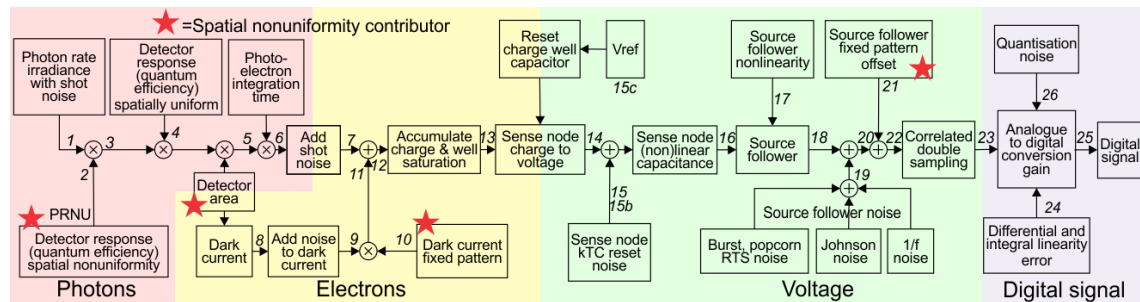 =Spatial nonuniformity contributor
Photon rate
irradiance
with shot
noise
Detector
response
(quantum
efficiency)
spatially uniform
Photo-
electron
integration
time
Reset
charge well
capacitor
Vref
15c
Source
follower
nonlinearity
Source follower
fixed pattern
offset
Quantisation
noise
17
21
26
1
3
4
5
6
Add
shot
noise
7
12
Accumulate
charge & well
saturation
13
Sense node
charge to
voltage
14
Sense node
(non)linear
capacitance
16
Source
follower
18
20
22
Correlated
double
sampling
23
Analogue
to digital
conversion
gain
25
Digital
signal
2
11
15
15b
19
24
Detector
area
PRNU
Detector response
(quantum efficiency)
spatial nonuniformity
Dark
current
8
Add noise
to dark
current
9
10
Dark current
fixed pattern
Sense node
kTC reset
noise
Source follower noise
Burst, popcorn
RTS noise
Johnson
noise
1/f
noise
Differential and
integral linearity
error
Photons
Electrons
Voltage
Digital signal